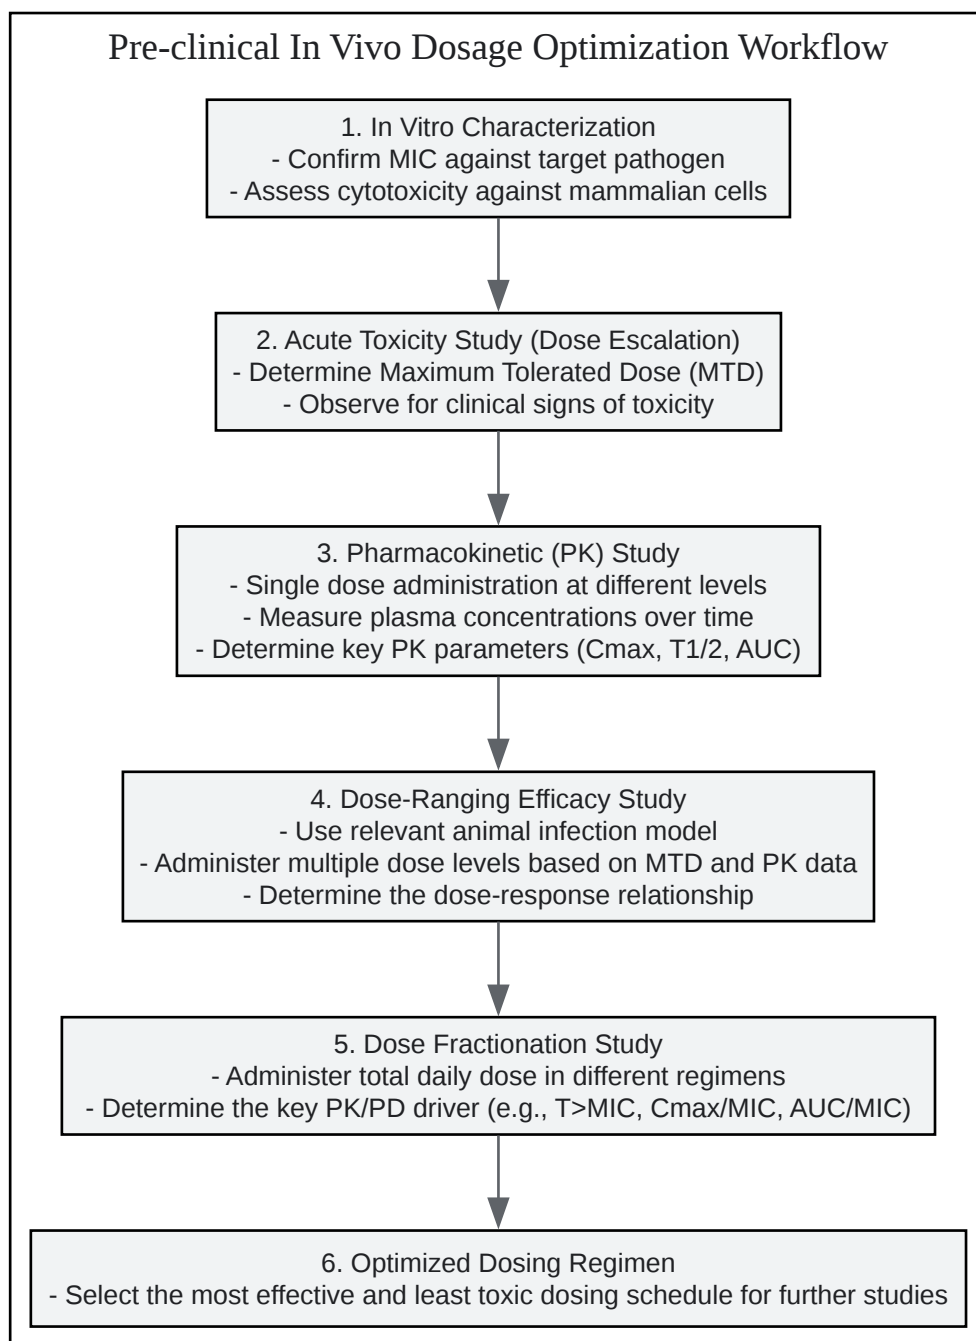 Pre-clinical In Vivo Dosage Optimization Workflow
1. In Vitro Characterization
- Confirm MIC against target pathogen
- Assess cytotoxicity against mammalian cells
2. Acute Toxicity Study (Dose Escalation)
- Determine Maximum Tolerated Dose (MTD)
- Observe for clinical signs of toxicity
3. Pharmacokinetic (PK) Study
- Single dose administration at different levels
- Measure plasma concentrations over time
- Determine key PK parameters (Cmax, T1/2, AUC)
4. Dose-Ranging Efficacy Study
- Use relevant animal infection model
- Administer multiple dose levels based on MTD and PK data
- Determine the dose-response relationship
5. Dose Fractionation Study
- Administer total daily dose in different regimens
- Determine the key PK/PD driver (e.g., T>MIC, Cmax/MIC, AUC/MIC)
6. Optimized Dosing Regimen
- Select the most effective and least toxic dosing schedule for further studies